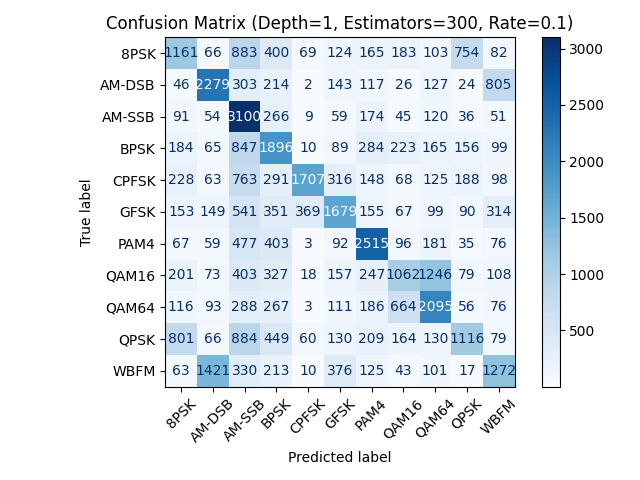 Confusion Matrix (Depth=1, Estimators=300, Rate=0.1)
True label
8PSK 1161 66 883 400 69 124 165 183 103 754 82
AM-DSB 46 2279 303 214 2 143 117 26 127 24 805
AM-SSB 91 54 3100 266 9 59 174 45 120 36 51
BPSK 184 65 847 1896 10 89 284 223 165 156 99
CPFSK 228 63 763 291 1707 316 148 68 125 188 98
GFSK 153 149 541 351 369 1679 155 67 99 90 314
PAM4 67 59 477 403 3 92 2515 96 181 35 76
QAM16 201 73 403 327 18 157 247 1062 1246 79 108
QAM64 116 93 288 267 3 111 186 664 2095 56 76
QPSK 801 66 884 449 60 130 209 164 130 1116 79
WBFM 63 1421 330 213 10 376 125 43 101 17 1272
8PSK AM-DSB AM-SSB BPSK CPFSK GFSK PAM4 QAM16 QAM64 QPSK WBFM
Predicted label
3000
2500
2000
1500
1000
500